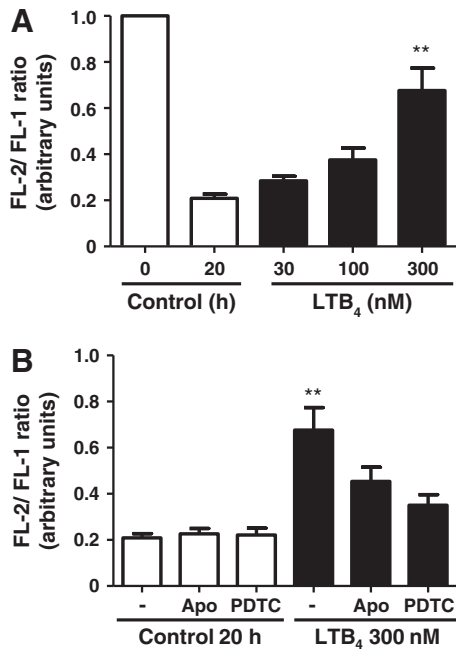 A
FL-2/ FL-1 ratio
(arbitrary units)
1.0
0.8
0.6
0.4
0.2
0
**
0 20 30 100 300
Control (h) LTB4 (nM)
B
FL-2/ FL-1 ratio
(arbitrary units)
1.0
0.8
0.6
0.4
0.2
0
**
- Apo PDTC - Apo PDTC
Control 20 h LTB4 300 nM